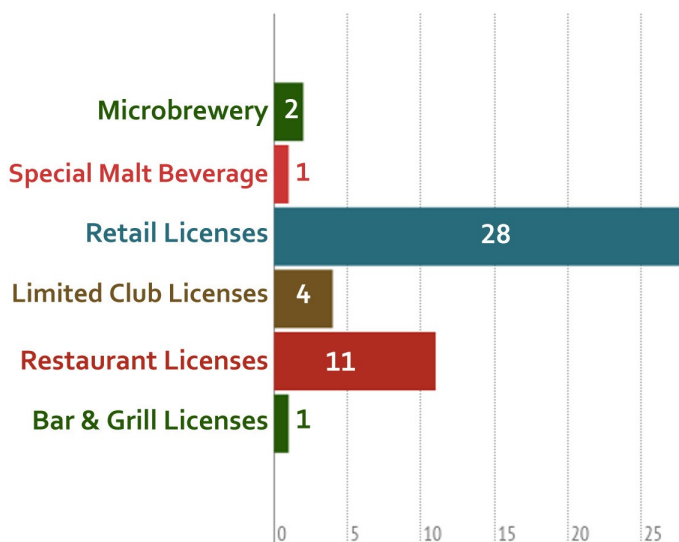 Microbrewery 2
Special Malt Beverage 1
Retail Licenses 28
Limited Club Licenses 4
Restaurant Licenses 11
Bar & Grill Licenses 1
0 5 10 15 20 25